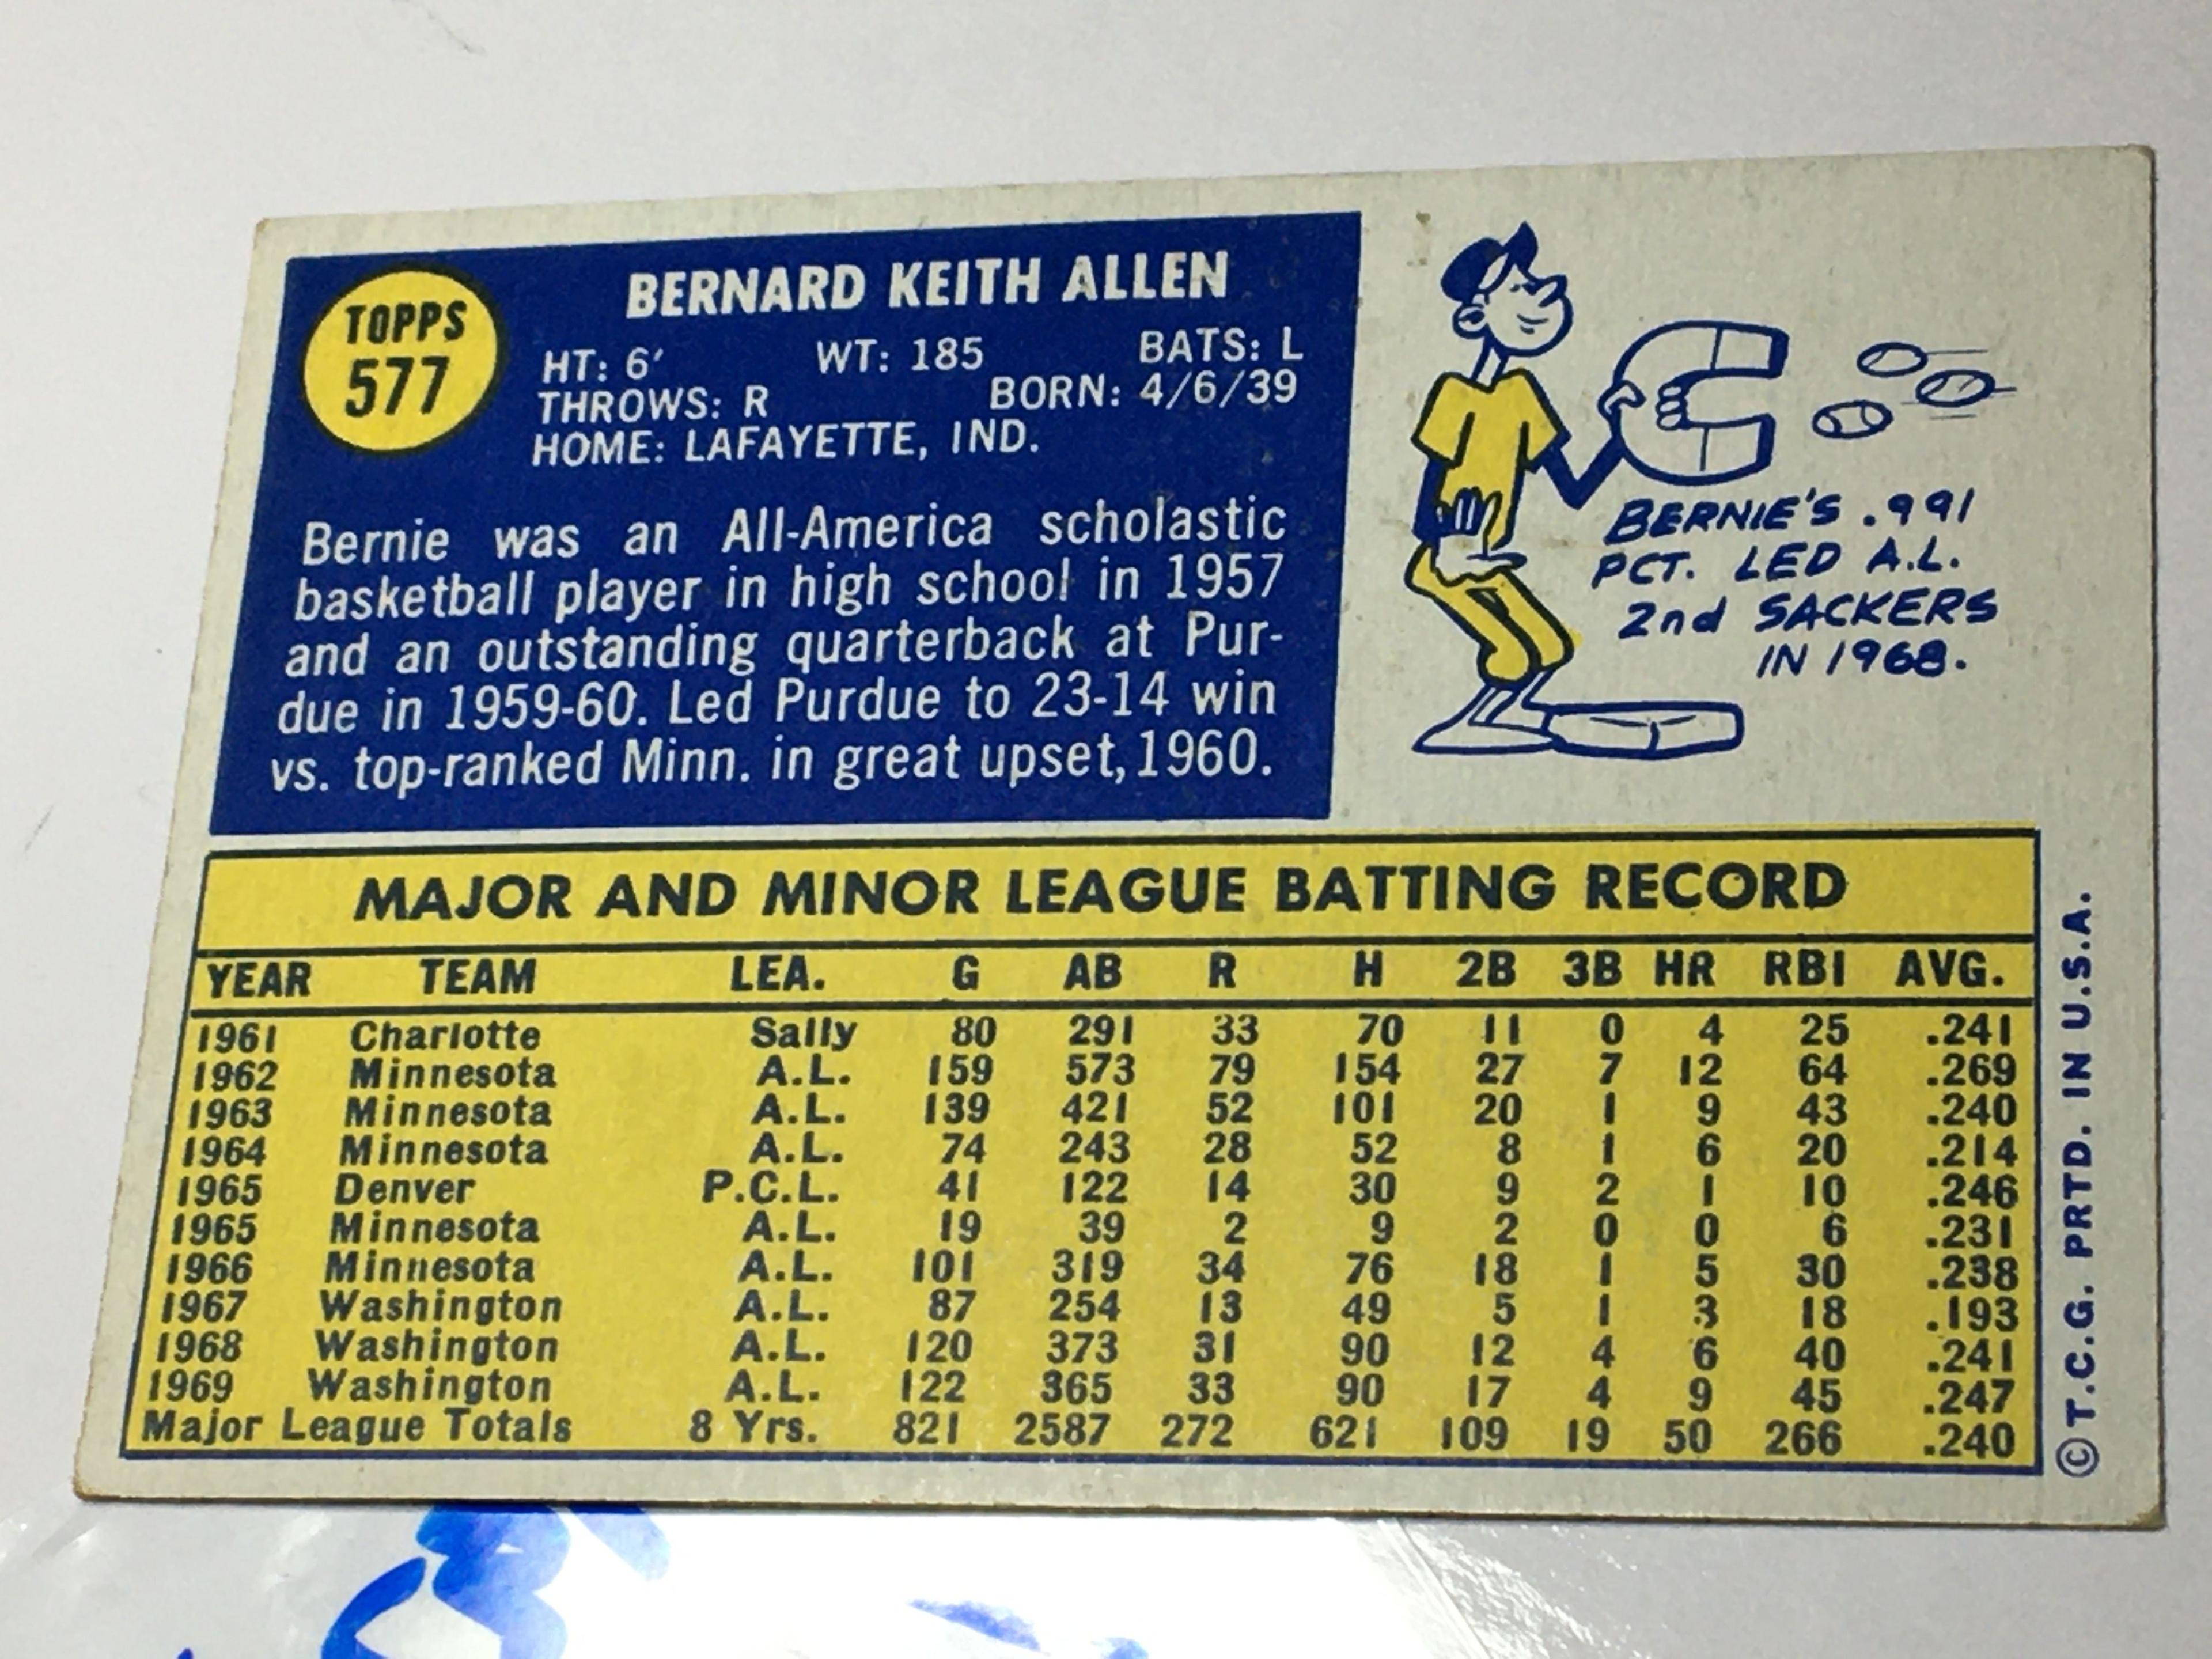 TOPPS
577
BERNARD KEITH ALLEN
HT: 6′ WT: 185 BATS: L
THROWS: R BORN: 4/6/39
HOME: LAFAYETTE, IND.
Bernie was an All-America scholastic
basketball player in high school in 1957
and an outstanding quarterback at Pur-
due in 1959-60. Led Purdue to 23-14 win
vs. top-ranked Minn. in great upset, 1960.
BERNIE'S .991
PCT. LED A.L.
2nd SACKERS
IN 1968.
MAJOR AND MINOR LEAGUE BATTING RECORD
YEAR TEAM LEA. G AB R H 2B 3B HR RBI AVG.
1961 Charlotte Sally 80 291 33 70 11 0 4 25 .241
1962 Minnesota A.L. 159 573 79 154 27 7 12 64 .269
1963 Minnesota A.L. 139 421 52 101 20 1 9 43 .240
1964 Minnesota A.L. 74 243 28 52 8 1 6 20 .214
1965 Denver P.C.L. 41 122 14 30 9 2 1 10 .246
1965 Minnesota A.L. 19 39 2 9 2 0 0 6 .231
1966 Minnesota A.L. 101 319 34 76 18 1 5 30 .238
1967 Washington A.L. 87 254 13 49 5 1 3 18 .193
1968 Washington A.L. 120 373 31 90 12 4 6 40 .241
1969 Washington A.L. 122 365 33 90 17 4 9 45 .247
Major League Totals 8 Yrs. 821 2587 272 621 109 19 50 266 .240
© T.C.G. PRTD. IN U.S.A.